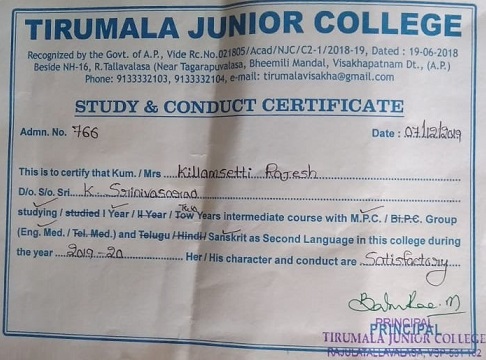 TIRUMALA JUNIOR COLLEGE
Recognized by the Govt. of A.P., Vide Rc.No.021805/Acad/NJC/C2-1/2018-19, Dated : 19-06-2018
Beside NH-16, R.Tallavalasa (Near Tagarapuvalasa, Bheemili Mandal, Visakhapatnam Dt., (A.P.)
Phone: 9133332103, 9133332104, e-mail: tirumalavisakha@gmail.com
STUDY & CONDUCT CERTIFICATE
Admn. No. 766 Date : 07/12/2019
This is to certify that Kum. / Mrs Killamsetti Rajesh
D/o. S/o. Sri. K. Srinivasarao
studying / studied I Year / II Year / Tow Years intermediate course with M.P.C. / Bi.P.C. Group
(Eng. Med. / Tel. Med.) and Telugu / Hindi / Sanskrit as Second Language in this college during
the year 2019-20 Her / His character and conduct are Satisfactory
PRINCIPAL
PRINCIPAL
TIRUMALA JUNIOR COLLEGE